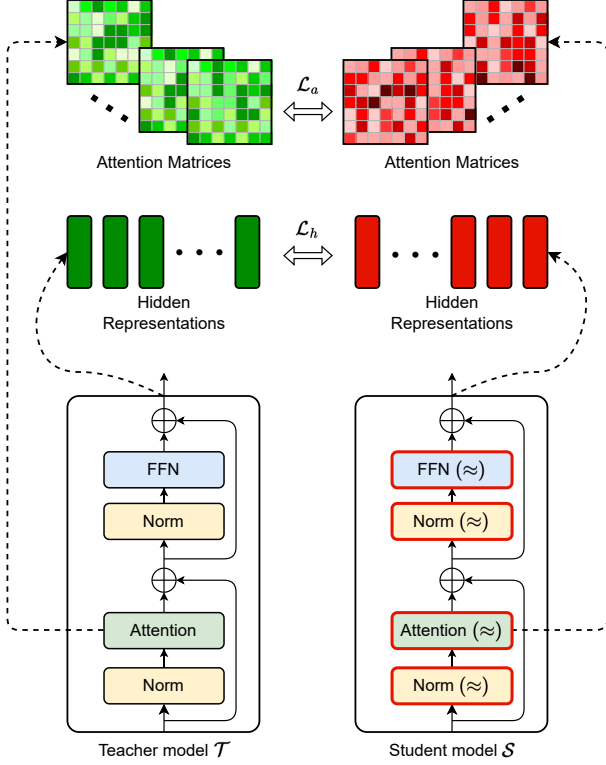 𝓛ₐ
Attention Matrices
Attention Matrices
𝓛ₕ
Hidden
Representations
Hidden
Representations
FFN
FFN (≈)
Norm
Norm (≈)
Attention
Attention (≈)
Norm
Norm (≈)
Teacher model 𝓣
Student model 𝓢